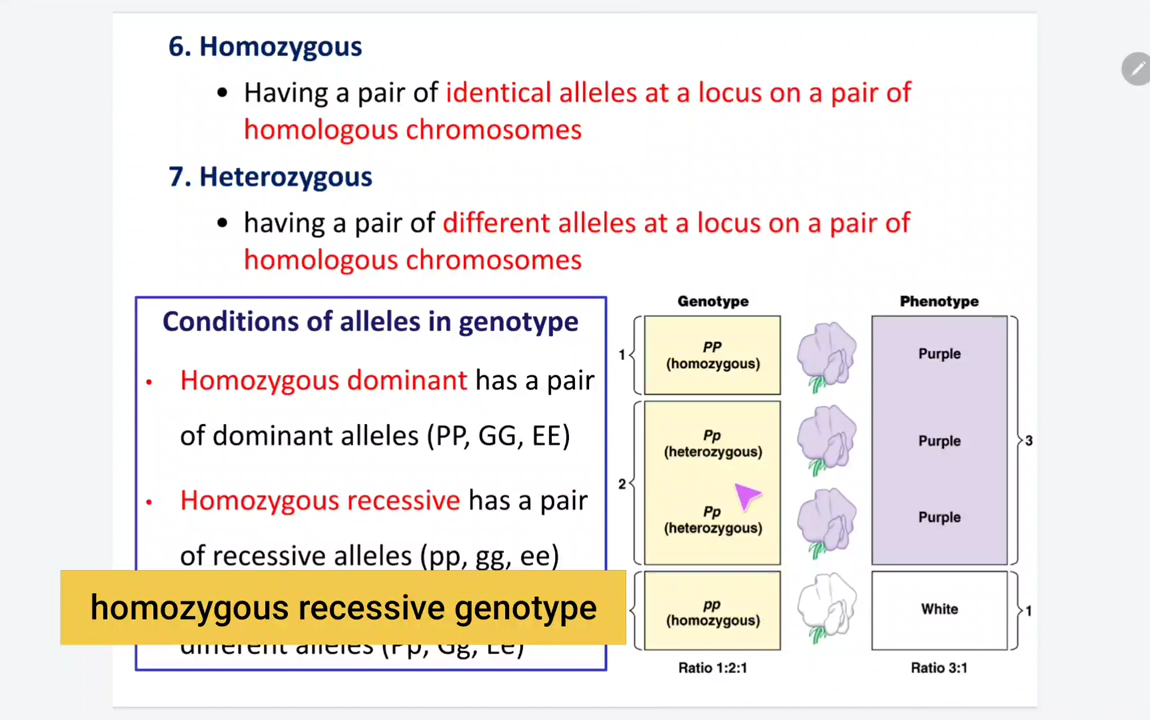 6. Homozygous
• Having a pair of identical alleles at a locus on a pair of
homologous chromosomes
7. Heterozygous
• having a pair of different alleles at a locus on a pair of
homologous chromosomes
Conditions of alleles in genotype
• Homozygous dominant has a pair
of dominant alleles (PP, GG, EE)
• Homozygous recessive has a pair
of recessive alleles (pp, gg, ee)
homozygous recessive genotype
different alleles (Pp, Gg, Ee)
Genotype
Phenotype
1
PP
(homozygous)
Purple
2
Pp
(heterozygous)
Purple
3
Pp
(heterozygous)
Purple
pp
(homozygous)
White
1
Ratio 1:2:1
Ratio 3:1